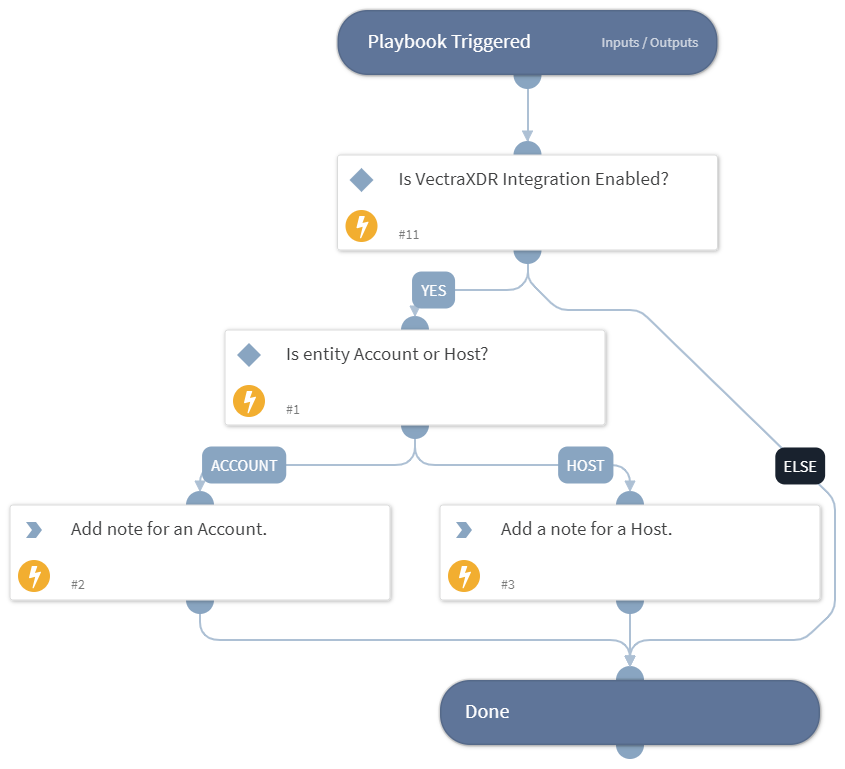 Playbook Triggered
Inputs / Outputs
Is VectraXDR Integration Enabled?
#11
YES
Is entity Account or Host?
#1
ACCOUNT
HOST
ELSE
Add note for an Account.
#2
Add a note for a Host.
#3
Done